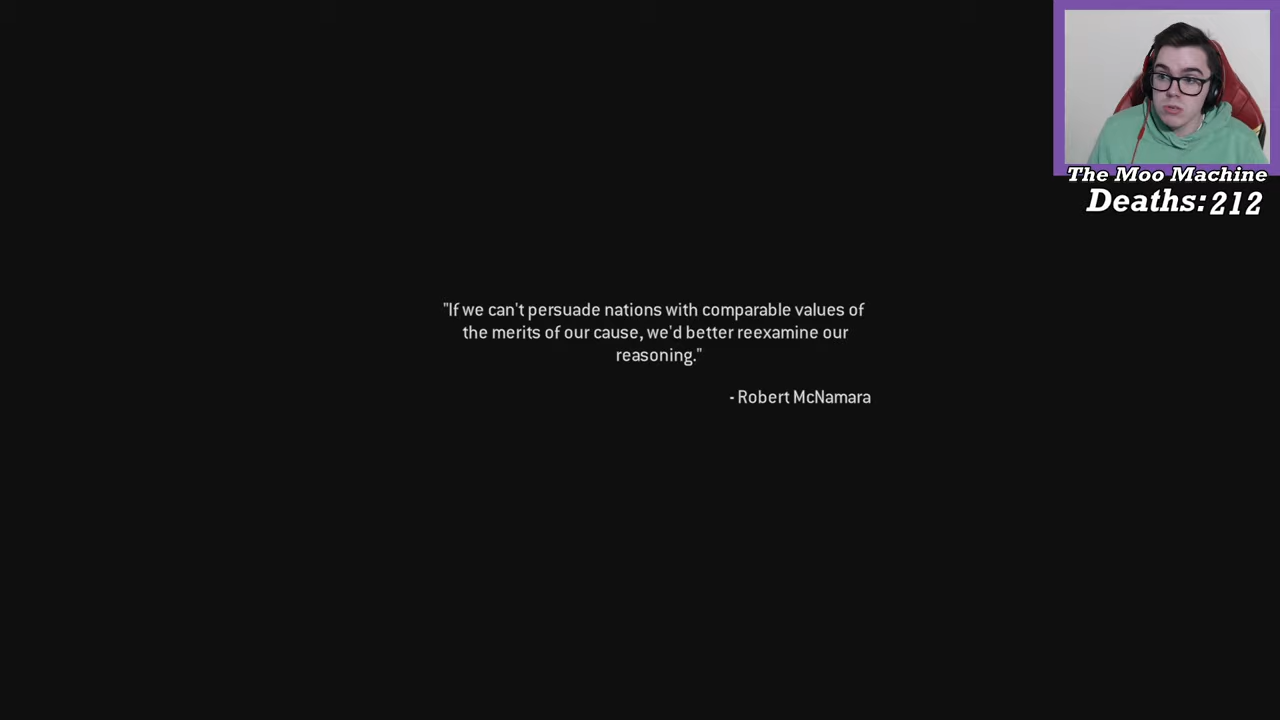 The Moo Machine
Deaths:212
"If we can't persuade nations with comparable values of
the merits of our cause, we'd better reexamine our
reasoning."
- Robert McNamara